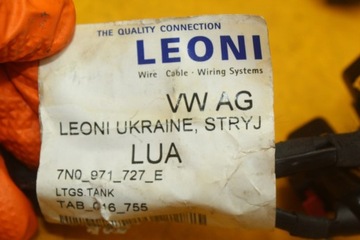 THE QUALITY CONNECTION
LEONI
Wire · Cable · Wiring Systems
VW AG
LEONI UKRAINE, STRYJ
LUA
7N0_971_727_E
LTGS.TANK
TAB_016_755